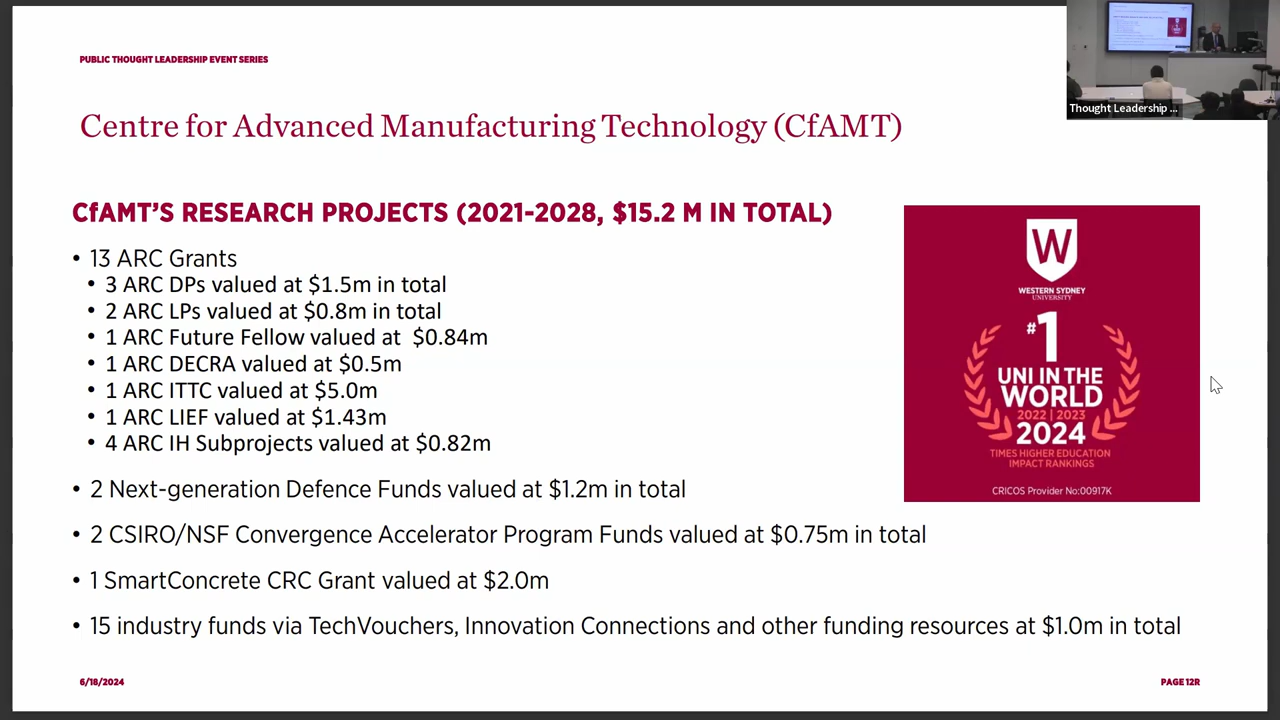 PUBLIC THOUGHT LEADERSHIP EVENT SERIES
Thought Leadership ...
Centre for Advanced Manufacturing Technology (CfAMT)
CfAMT'S RESEARCH PROJECTS (2021-2028, $15.2 M IN TOTAL)
• 13 ARC Grants
• 3 ARC DPs valued at $1.5m in total
• 2 ARC LPs valued at $0.8m in total
• 1 ARC Future Fellow valued at  $0.84m
• 1 ARC DECRA valued at $0.5m
• 1 ARC ITTC valued at $5.0m
• 1 ARC LIEF valued at $1.43m
• 4 ARC IH Subprojects valued at $0.82m
• 2 Next-generation Defence Funds valued at $1.2m in total
• 2 CSIRO/NSF Convergence Accelerator Program Funds valued at $0.75m in total
• 1 SmartConcrete CRC Grant valued at $2.0m
• 15 industry funds via TechVouchers, Innovation Connections and other funding resources at $1.0m in total
W
WESTERN SYDNEY
UNIVERSITY
#1
UNI IN THE
WORLD
2022 | 2023
2024
TIMES HIGHER EDUCATION
IMPACT RANKINGS
CRICOS Provider No:00917K
6/18/2024
PAGE 12R